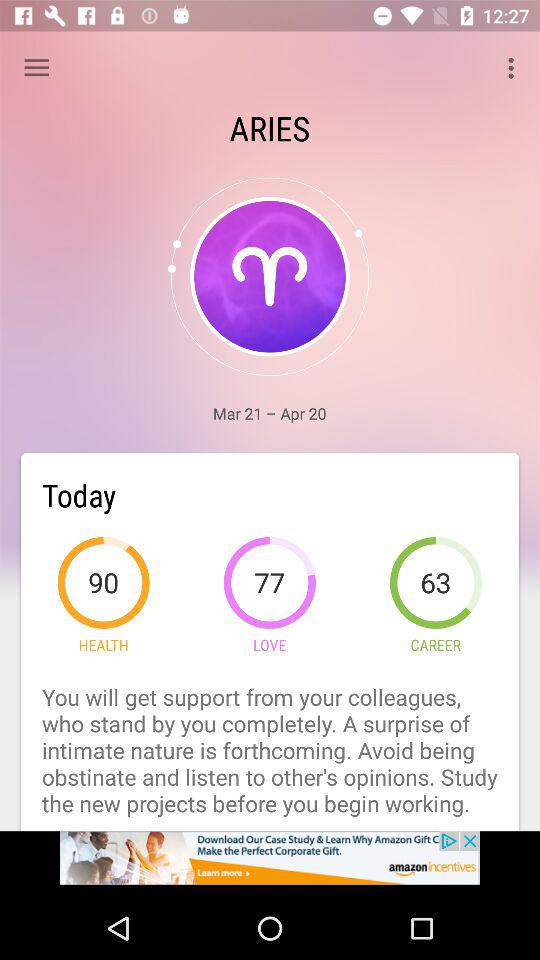 12:27
ARIES
Mar 21 – Apr 20
Today
90 77 63
HEALTH LOVE CAREER
You will get support from your colleagues,
who stand by you completely. A surprise of
intimate nature is forthcoming. Avoid being
obstinate and listen to other's opinions. Study
the new projects before you begin working.
Download Our Case Study & Learn Why Amazon Gift C
Make the Perfect Corporate Gift.
Learn more
amazonincentives